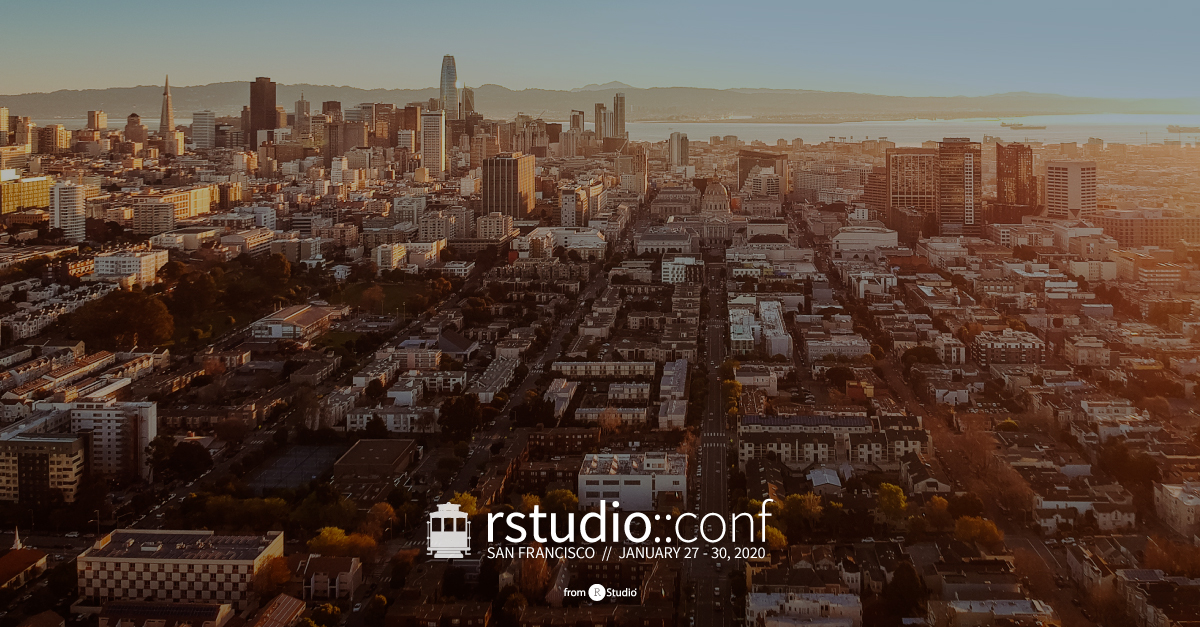 rstudio::conf
SAN FRANCISCO // JANUARY 27 - 30, 2020
from R Studio